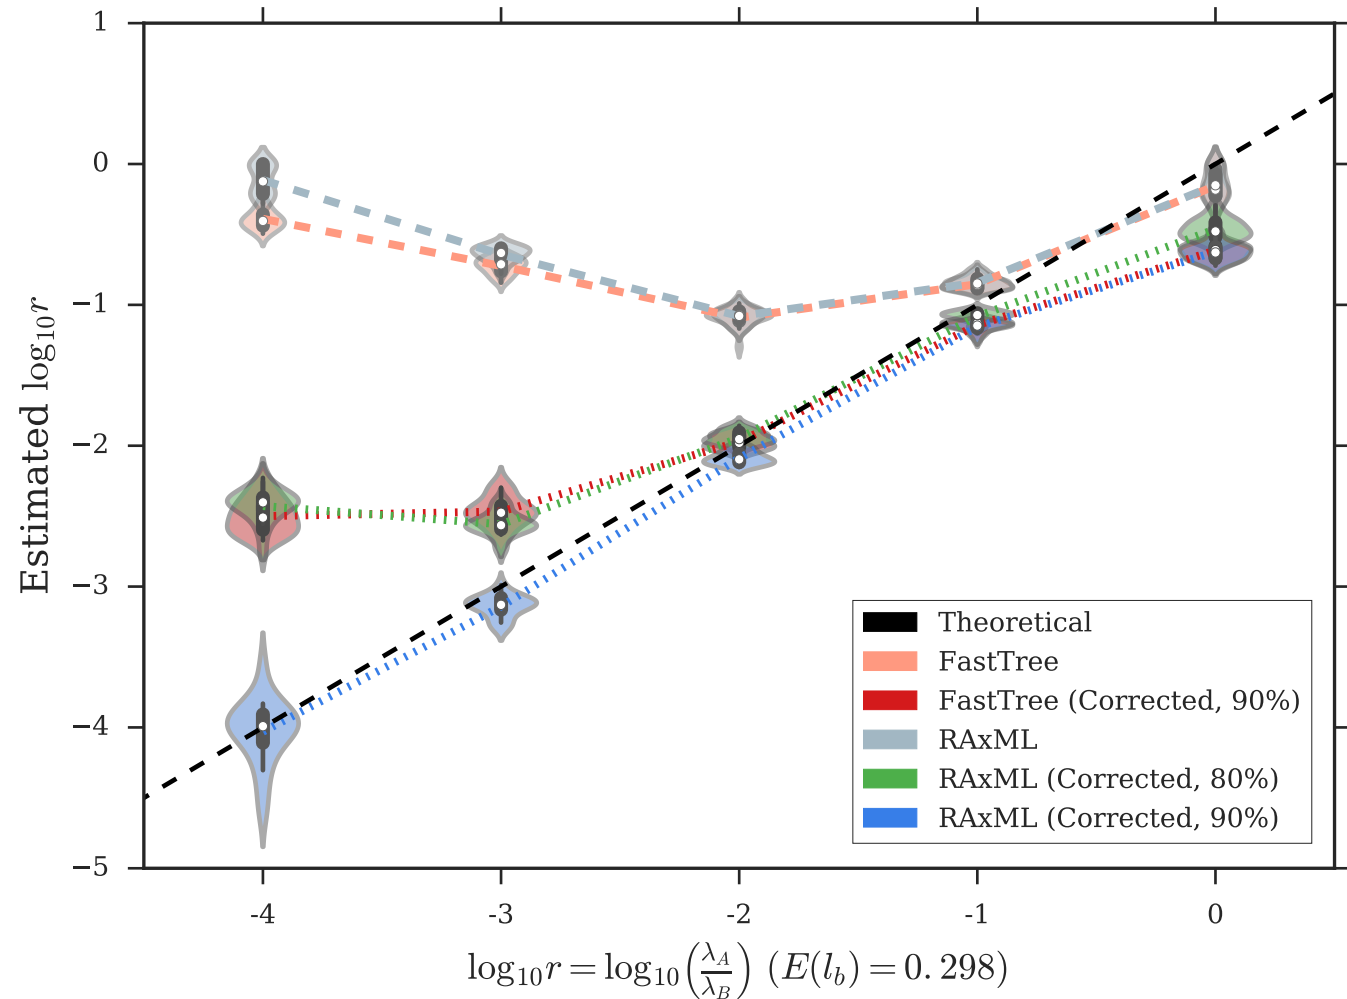 1
0
−1
−2
−3
−4
−5
Estimated log₁₀r
-4
-3
-2
-1
0
log₁₀r = log₁₀(λ_A/λ_B) (E(l_b) = 0.298)
Theoretical
FastTree
FastTree (Corrected, 90%)
RAxML
RAxML (Corrected, 80%)
RAxML (Corrected, 90%)